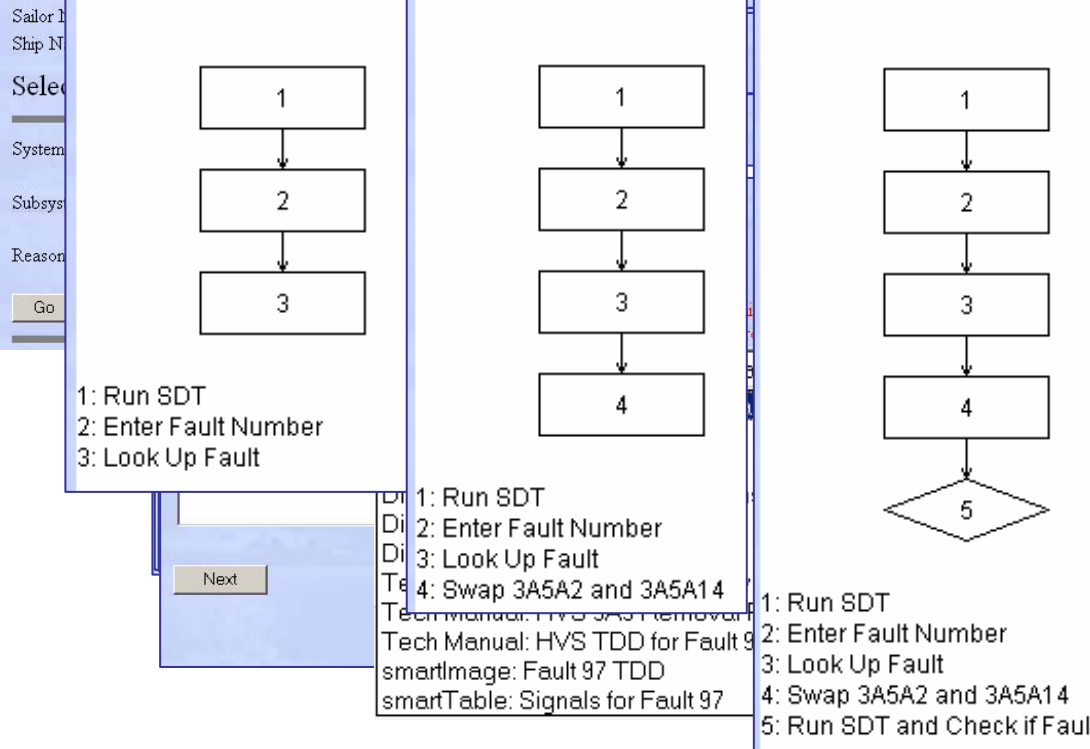 Sailor
Ship
System
Reason
Go
1
2
3
1: Run SDT
2: Enter Fault Number
3: Look Up Fault
Next
1
2
3
4
1: Run SDT
2: Enter Fault Number
3: Look Up Fault
4: Swap 3A5A2 and 3A5A14
Tech Manual: HVS TDD for Fault
smartImage: Fault 97 TDD
smartTable: Signals for Fault 97
1
2
3
4
5
1: Run SDT
2: Enter Fault Number
3: Look Up Fault
4: Swap 3A5A2 and 3A5A14
5: Run SDT and Check if